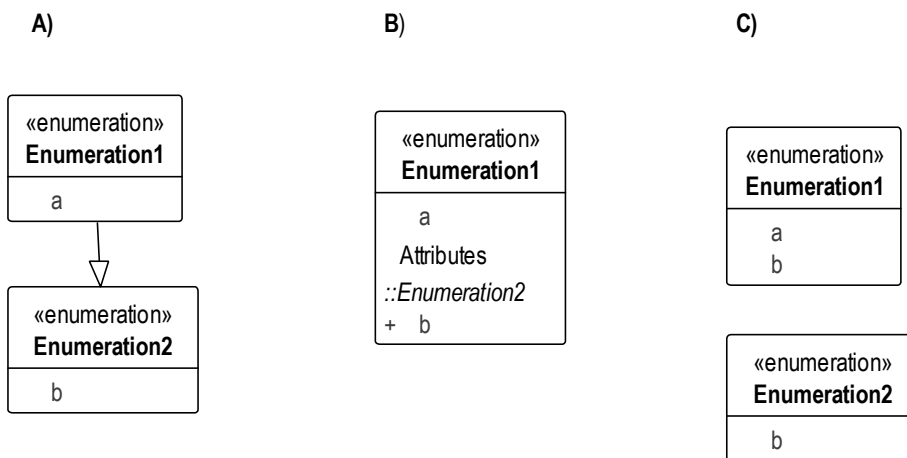 A)
«enumeration»
Enumeration1
a
«enumeration»
Enumeration2
b
B)
«enumeration»
Enumeration1
a
Attributes
::Enumeration2
+ b
C)
«enumeration»
Enumeration1
a
b
«enumeration»
Enumeration2
b